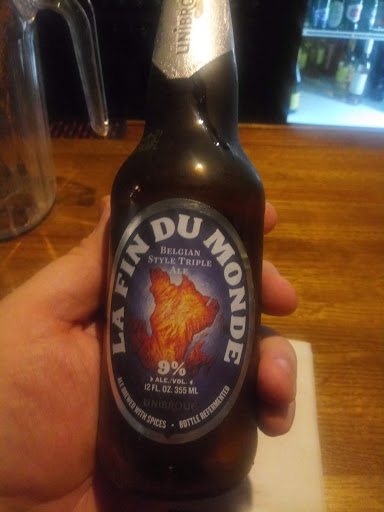 UNIBROUE
LA FIN DU MONDE
BELGIAN
STYLE TRIPLE
ALE
9%
ALC./VOL.
12 FL. OZ. 355 ML
UNIBROUE
ALE BREWED WITH SPICES • BOTTLE REFERMENTED